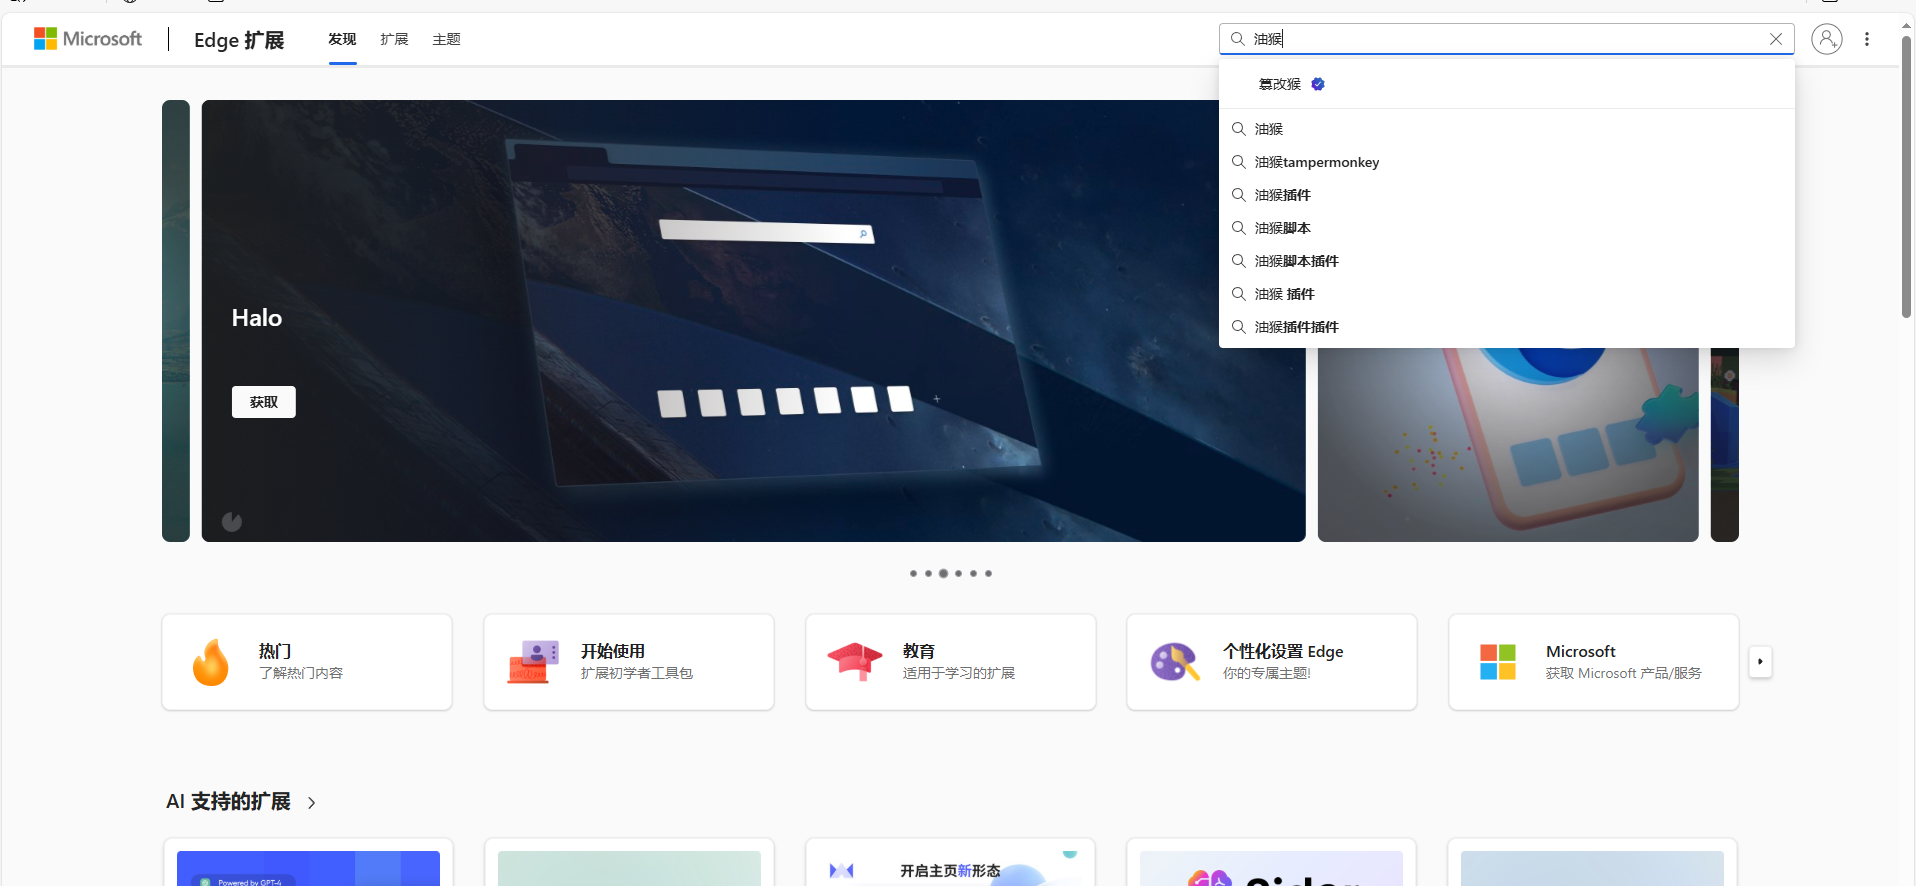 Microsoft
Edge 扩展
发现
扩展
主题
油猴
篡改猴
油猴
油猴tampermonkey
油猴插件
油猴脚本
油猴脚本插件
油猴 插件
油猴插件插件
Halo
获取
热门
了解热门内容
开始使用
扩展初学者工具包
教育
适用于学习的扩展
个性化设置 Edge
你的专属主题!
Microsoft
获取 Microsoft 产品/服务
AI 支持的扩展
Powered by GPT-4
开启主页新形态
Sider